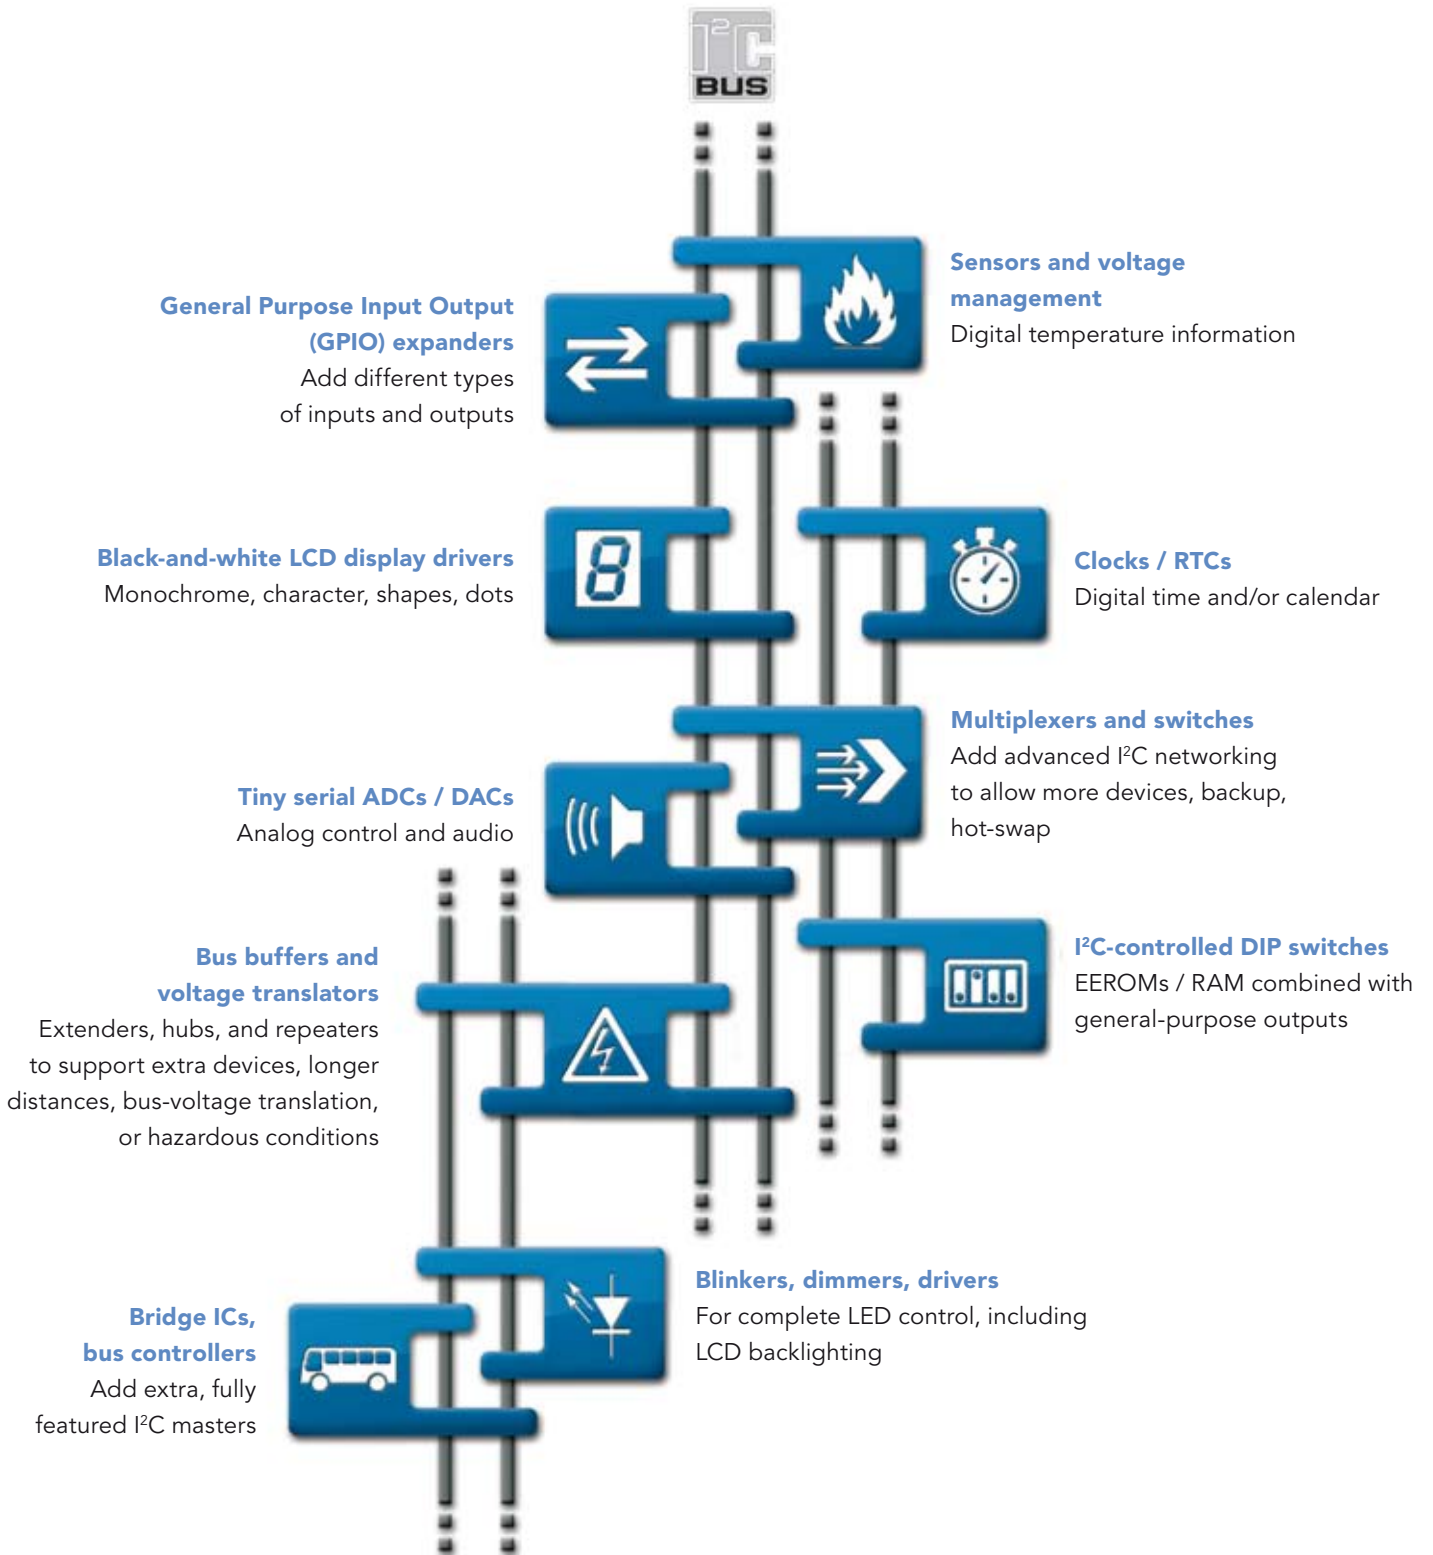 I²C
BUS
Sensors and voltage
management
Digital temperature information
General Purpose Input Output
(GPIO) expanders
Add different types
of inputs and outputs
Black-and-white LCD display drivers
Monochrome, character, shapes, dots
8
Clocks / RTCs
Digital time and/or calendar
Multiplexers and switches
Add advanced I²C networking
to allow more devices, backup,
hot-swap
Tiny serial ADCs / DACs
Analog control and audio
I²C-controlled DIP switches
EEROMs / RAM combined with
general-purpose outputs
Bus buffers and
voltage translators
Extenders, hubs, and repeaters
to support extra devices, longer
distances, bus-voltage translation,
or hazardous conditions
Blinkers, dimmers, drivers
For complete LED control, including
LCD backlighting
Bridge ICs,
bus controllers
Add extra, fully
featured I²C masters